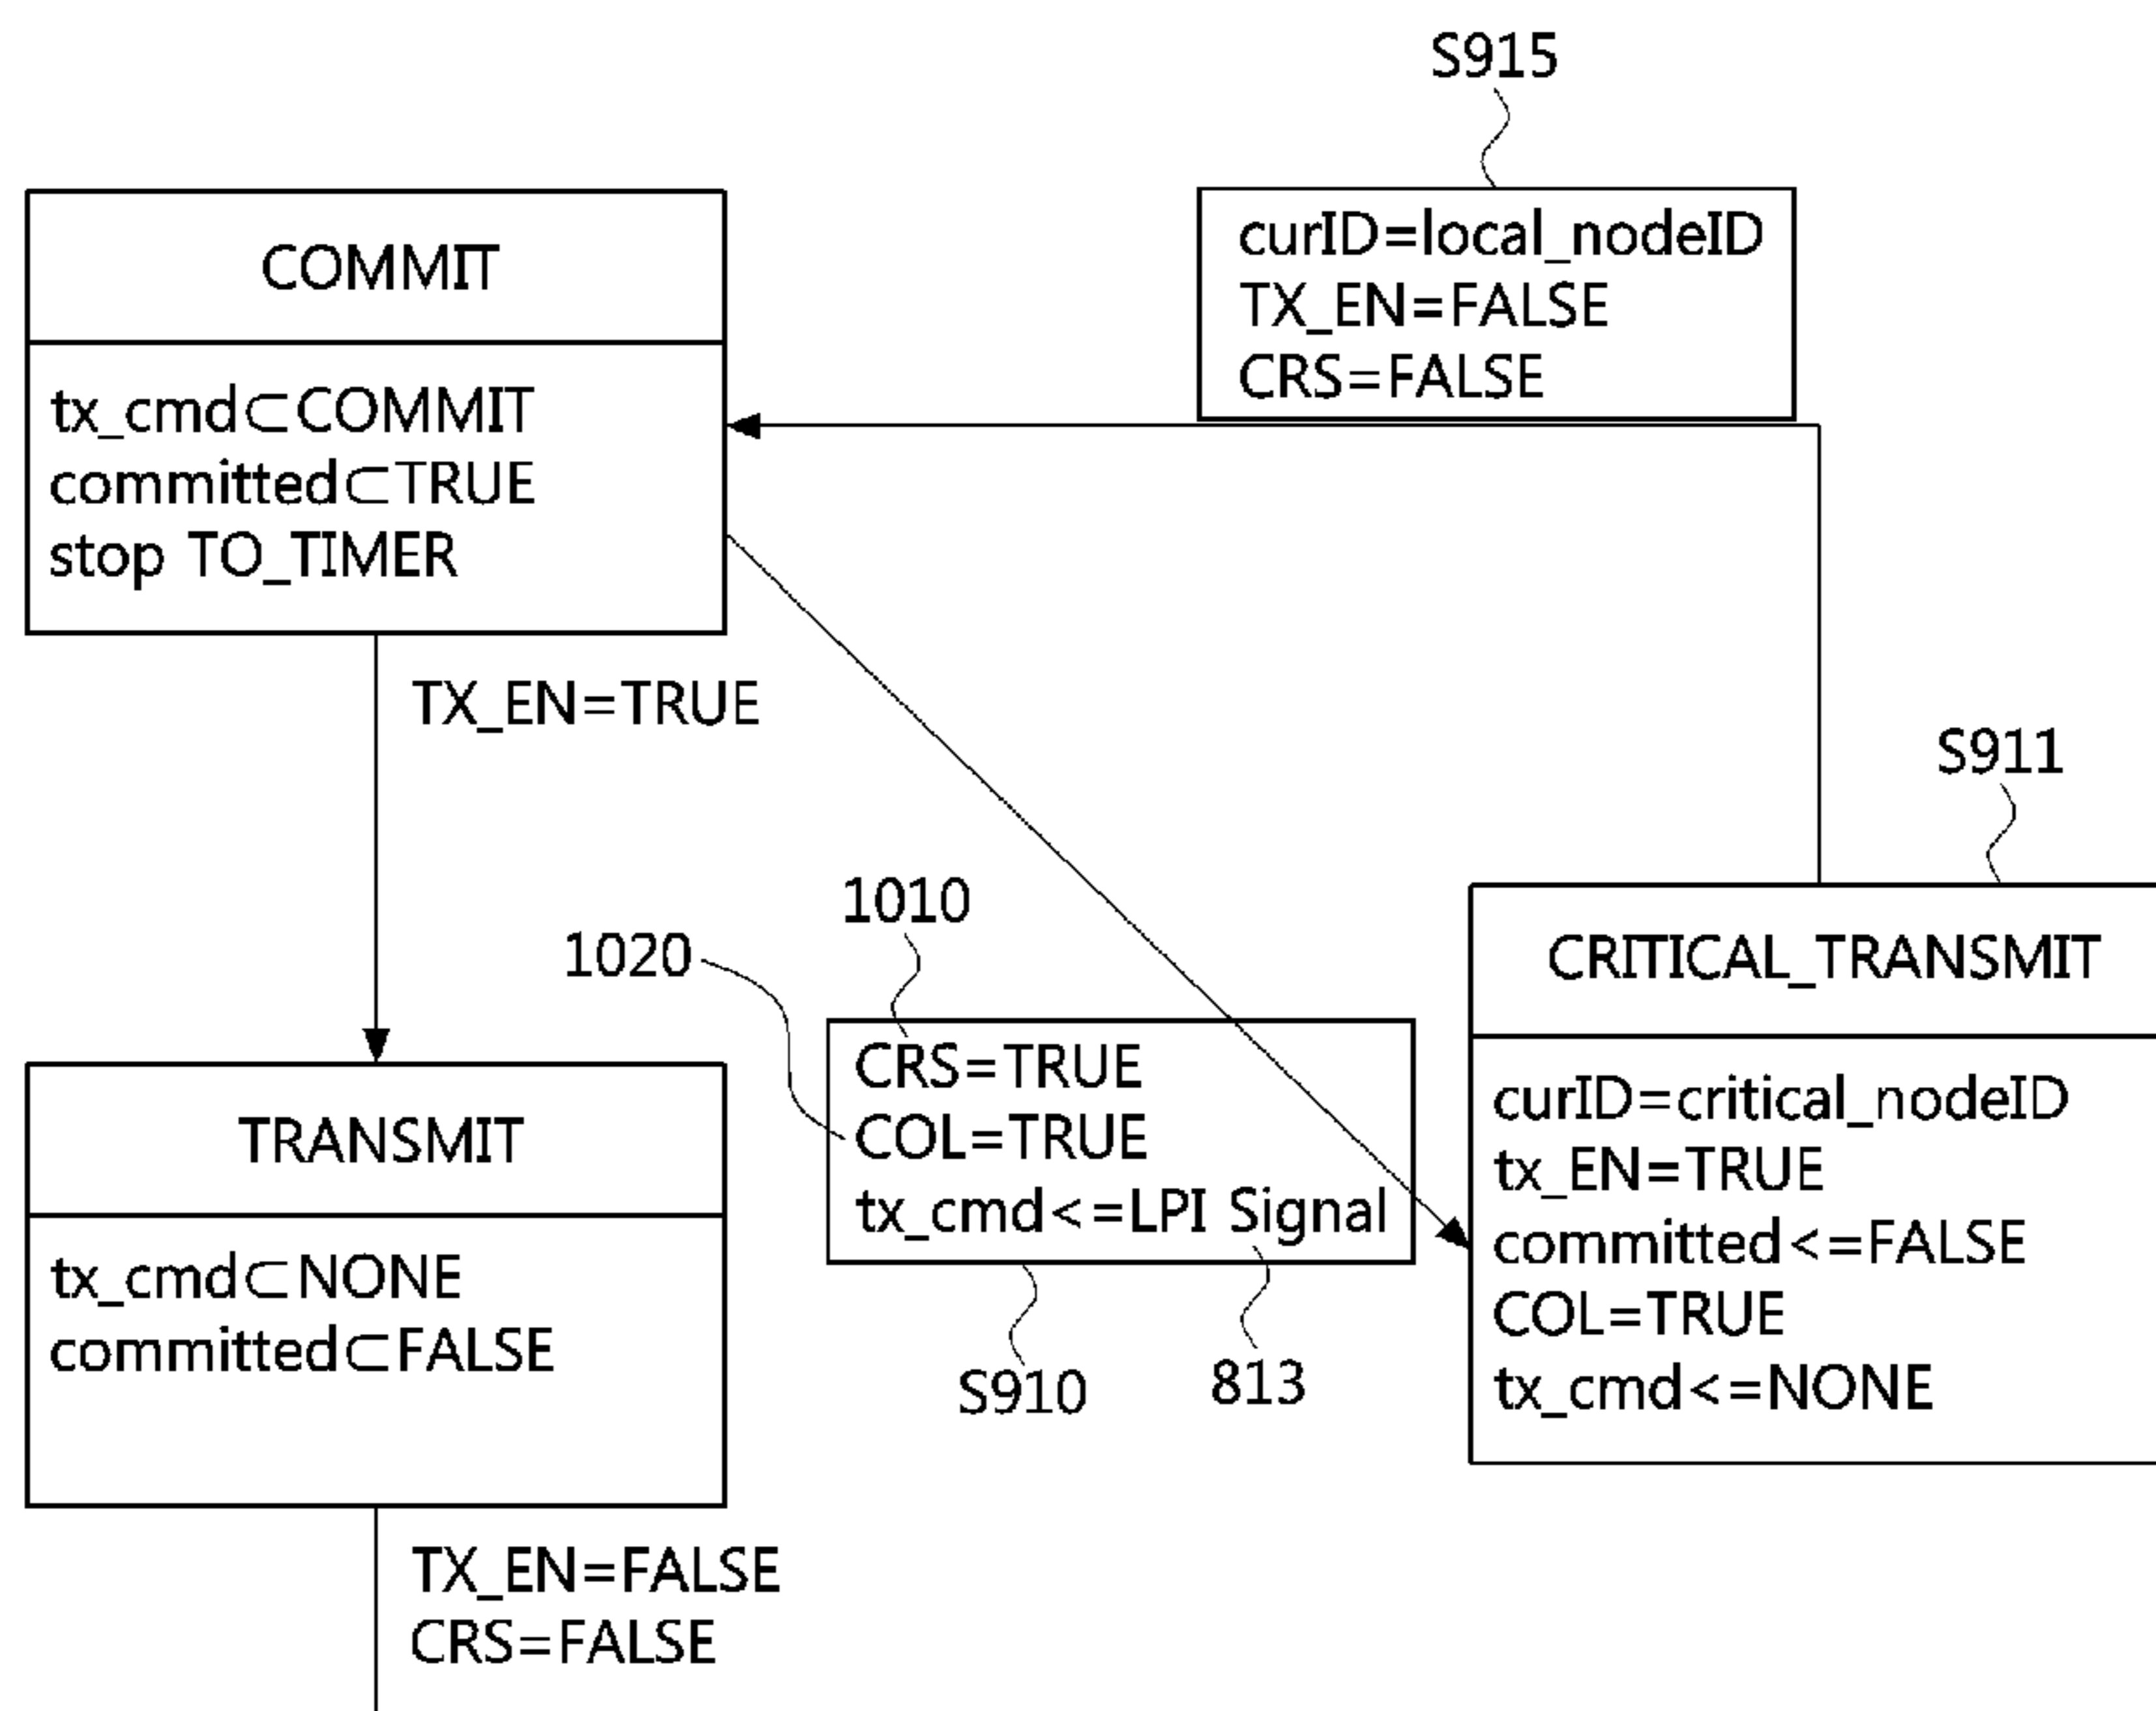 S915
curID=local_nodeID
TX_EN=FALSE
CRS=FALSE
COMMIT
tx_cmd⊂COMMIT
committed⊂TRUE
stop TO_TIMER
TX_EN=TRUE
S911
CRITICAL_TRANSMIT
curID=critical_nodeID
tx_EN=TRUE
committed<=FALSE
COL=TRUE
tx_cmd<=NONE
1010
1020
CRS=TRUE
COL=TRUE
tx_cmd<=LPI Signal
S910
813
TRANSMIT
tx_cmd⊂NONE
committed⊂FALSE
TX_EN=FALSE
CRS=FALSE